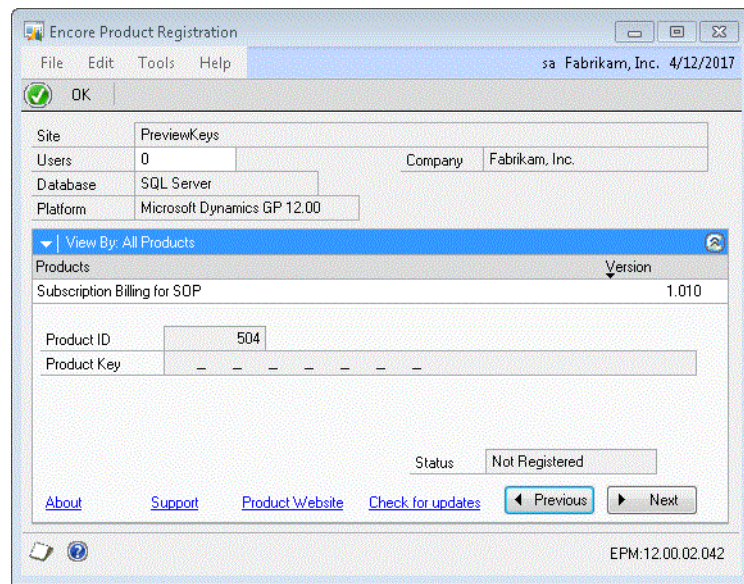 Encore Product Registration
File Edit Tools Help sa Fabrikam, Inc. 4/12/2017
OK
Site PreviewKeys
Users 0 Company Fabrikam, Inc.
Database SQL Server
Platform Microsoft Dynamics GP 12.00
View By: All Products
Products Version
Subscription Billing for SOP 1.010
Product ID 504
Product Key _ _ _ _ _ _ _
Status Not Registered
About Support Product Website Check for updates Previous Next
EPM:12.00.02.042